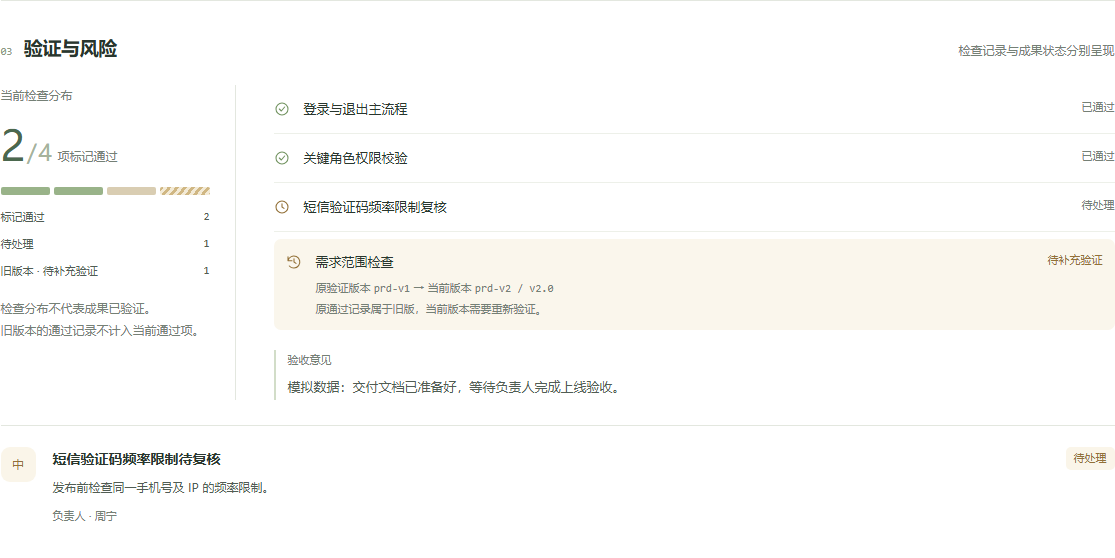 03 验证与风险
检查记录与成果状态分别呈现
当前检查分布
2/4 项标记通过
标记通过 2
待处理 1
旧版本 · 待补充验证 1
检查分布不代表成果已验证。
旧版本的通过记录不计入当前通过项。
登录与退出主流程 已通过
关键角色权限校验 已通过
短信验证码频率限制复核 待处理
需求范围检查 待补充验证
原验证版本 prd-v1 → 当前版本 prd-v2 / v2.0
原通过记录属于旧版，当前版本需要重新验证。
验收意见
模拟数据：交付文档已准备好，等待负责人完成上线验收。
中 短信验证码频率限制待复核 待处理
发布前检查同一手机号及 IP 的频率限制。
负责人 · 周宁